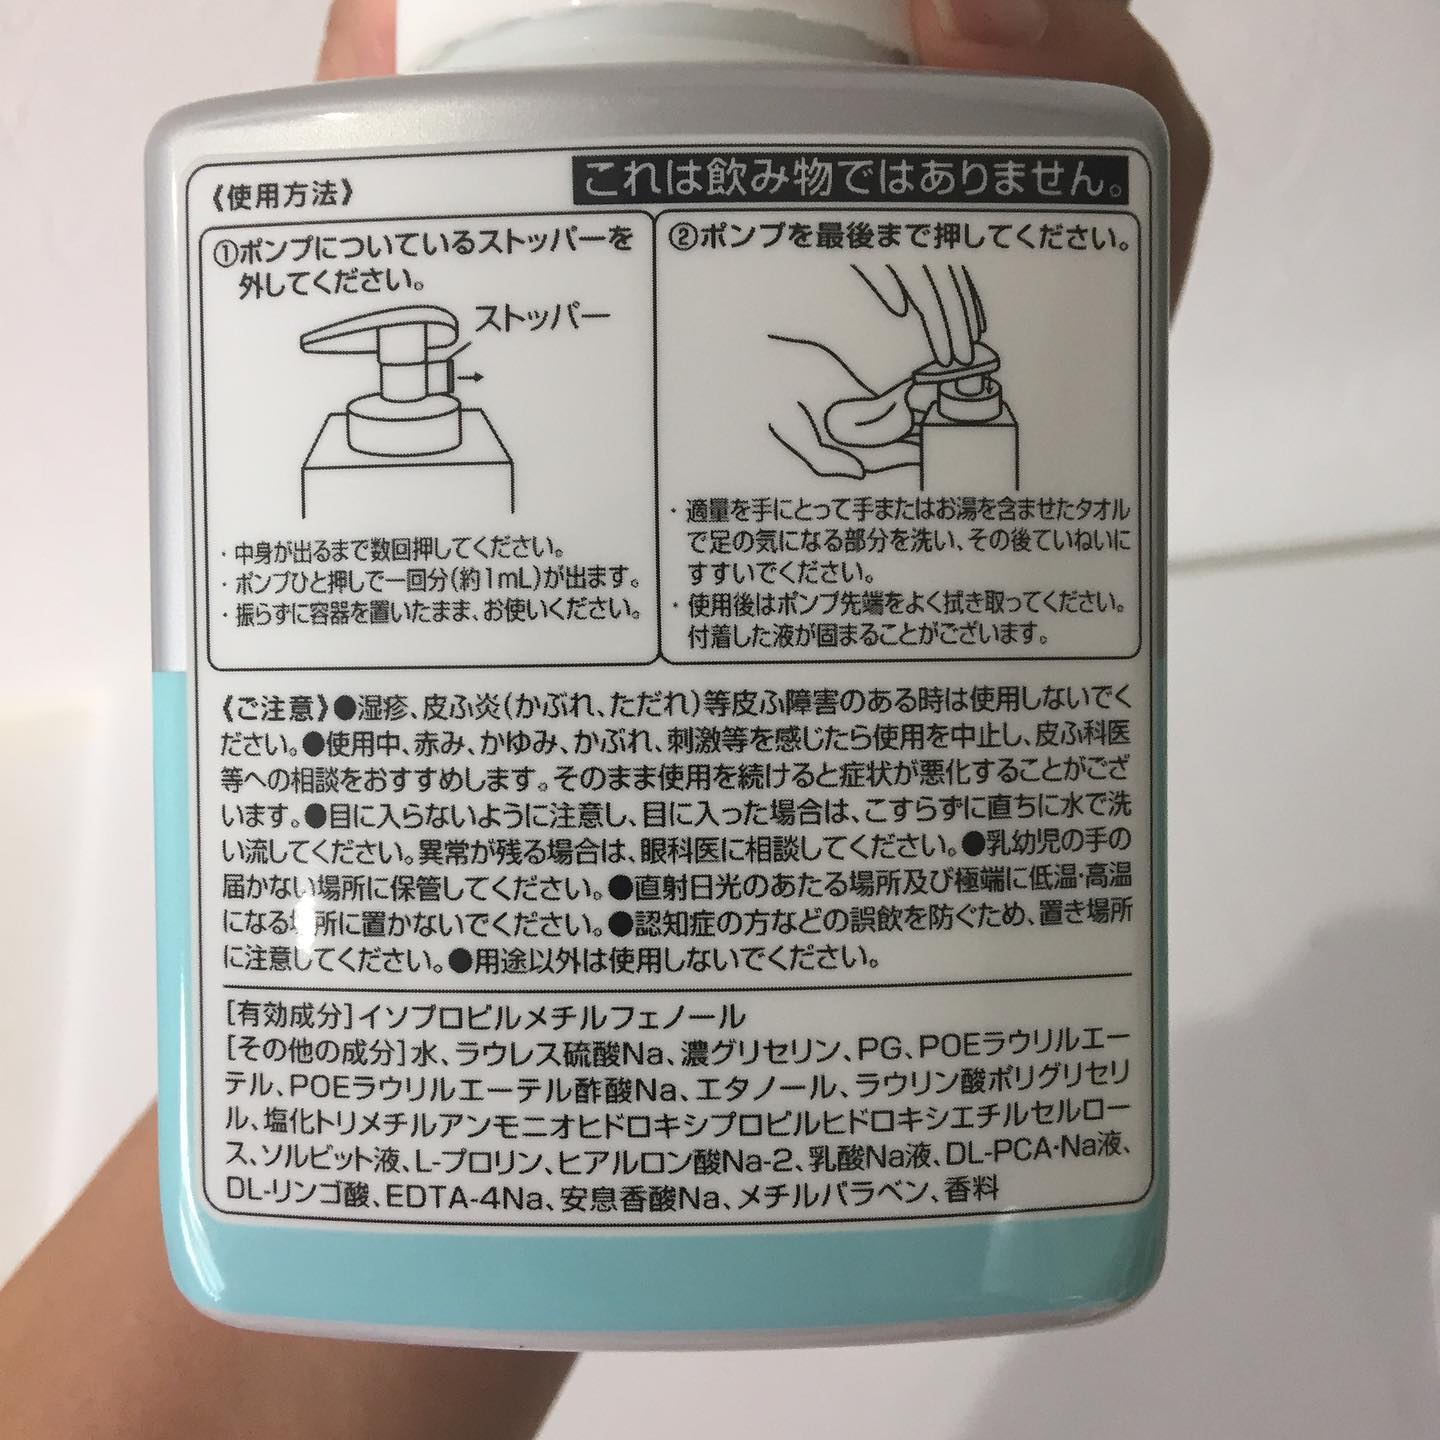 これは飲み物ではありません。
《使用方法》
①ポンプについているストッパーを
外してください。
ストッパー
・中身が出るまで数回押してください。
・ポンプひと押しで一回分(約1mL)が出ます。
・振らずに容器を置いたまま、お使いください。
②ポンプを最後まで押してください。
・適量を手にとって手またはお湯を含ませたタオル
で足の気になる部分を洗い、その後ていねいに
すすいでください。
・使用後はポンプ先端をよく拭き取ってください。
付着した液が固まることがございます。
《ご注意》●湿疹、皮ふ炎(かぶれ、ただれ)等皮ふ障害のある時は使用しないでく
ださい。●使用中、赤み、かゆみ、かぶれ、刺激等を感じたら使用を中止し、皮ふ科医
等への相談をおすすめします。そのまま使用を続けると症状が悪化することがござ
います。●目に入らないように注意し、目に入った場合は、こすらずに直ちに水で洗
い流してください。異常が残る場合は、眼科医に相談してください。●乳幼児の手の
届かない場所に保管してください。●直射日光のあたる場所及び極端に低温・高温
になる場所に置かないでください。●認知症の方などの誤飲を防ぐため、置き場所
に注意してください。●用途以外は使用しないでください。
[有効成分]イソプロピルメチルフェノール
[その他の成分]水、ラウレス硫酸Na、濃グリセリン、PG、POEラウリルエー
テル、POEラウリルエーテル酢酸Na、エタノール、ラウリン酸ポリグリセリ
ル、塩化トリメチルアンモニオヒドロキシプロピルヒドロキシエチルセルロー
ス、ソルビット液、L-プロリン、ヒアルロン酸Na-2、乳酸Na液、DL-PCA・Na液、
DL-リンゴ酸、EDTA-4Na、安息香酸Na、メチルパラベン、香料